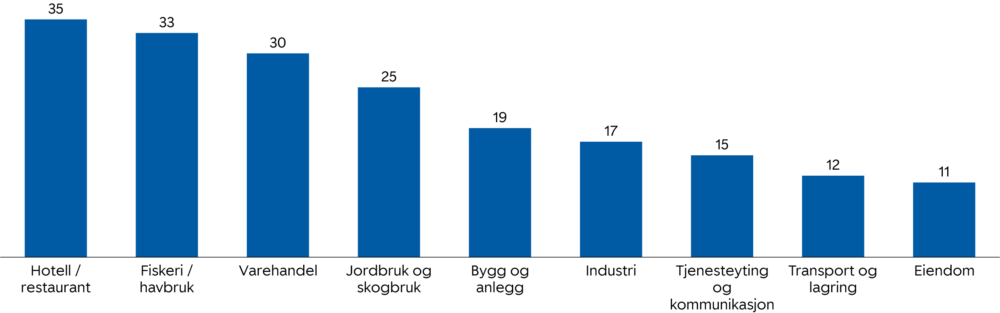 35
33
30
25
19
17
15
12
11
Hotell /
restaurant
Fiskeri /
havbruk
Varehandel
Jordbruk og
skogbruk
Bygg og
anlegg
Industri
Tjenesteyting
og
kommunikasjon
Transport og
lagring
Eiendom